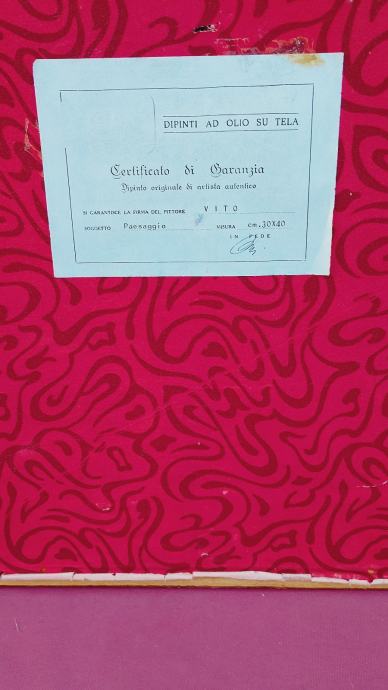 DIPINTI AD OLIO SU TELA
Certificato di Garanzia
Dipinto originale di artista autentico
SI GARANTISCE LA FIRMA DEL PITTORE VITO
SOGGETTO Paesaggio MISURA cm.30X40
IN FEDE